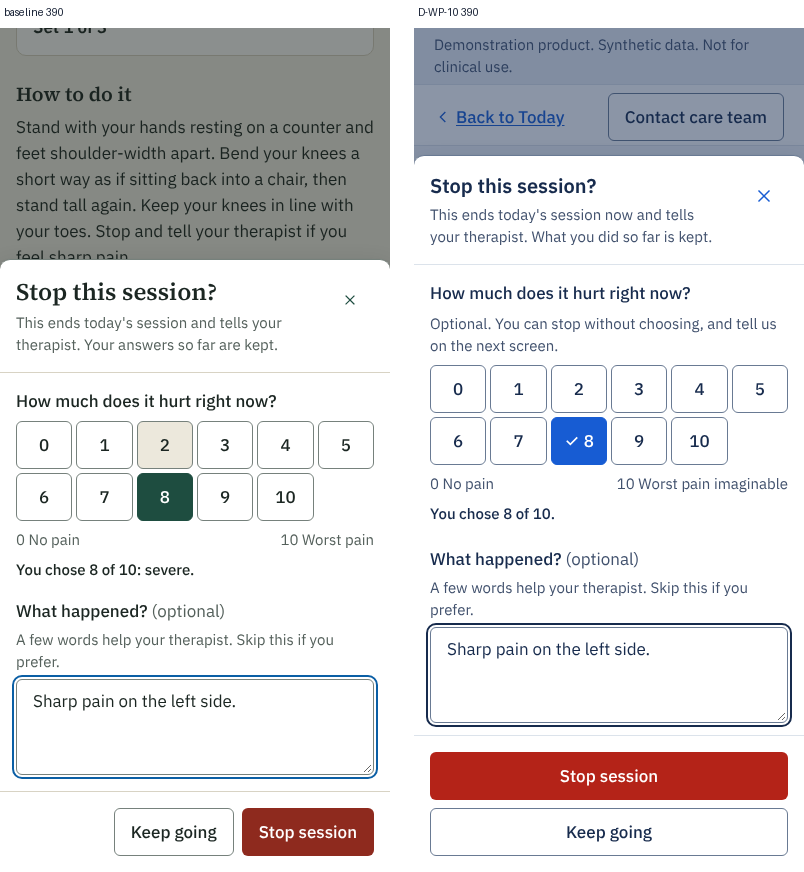 baseline 390
Set 1 of 3
How to do it
Stand with your hands resting on a counter and
feet shoulder-width apart. Bend your knees a
short way as if sitting back into a chair, then
stand tall again. Keep your knees in line with
your toes. Stop and tell your therapist if you
feel sharp pain.
Stop this session?
This ends today's session and tells your
therapist. Your answers so far are kept.
How much does it hurt right now?
0 1 2 3 4 5
6 7 8 9 10
0 No pain 10 Worst pain
You chose 8 of 10: severe.
What happened? (optional)
A few words help your therapist. Skip this if you
prefer.
Sharp pain on the left side.
Keep going Stop session
D-WP-10 390
Demonstration product. Synthetic data. Not for
clinical use.
Back to Today Contact care team
Stop this session?
This ends today's session now and tells
your therapist. What you did so far is kept.
How much does it hurt right now?
Optional. You can stop without choosing, and tell us
on the next screen.
0 1 2 3 4 5
6 7 8 9 10
0 No pain 10 Worst pain imaginable
You chose 8 of 10.
What happened? (optional)
A few words help your therapist. Skip this if you
prefer.
Sharp pain on the left side.
Stop session
Keep going